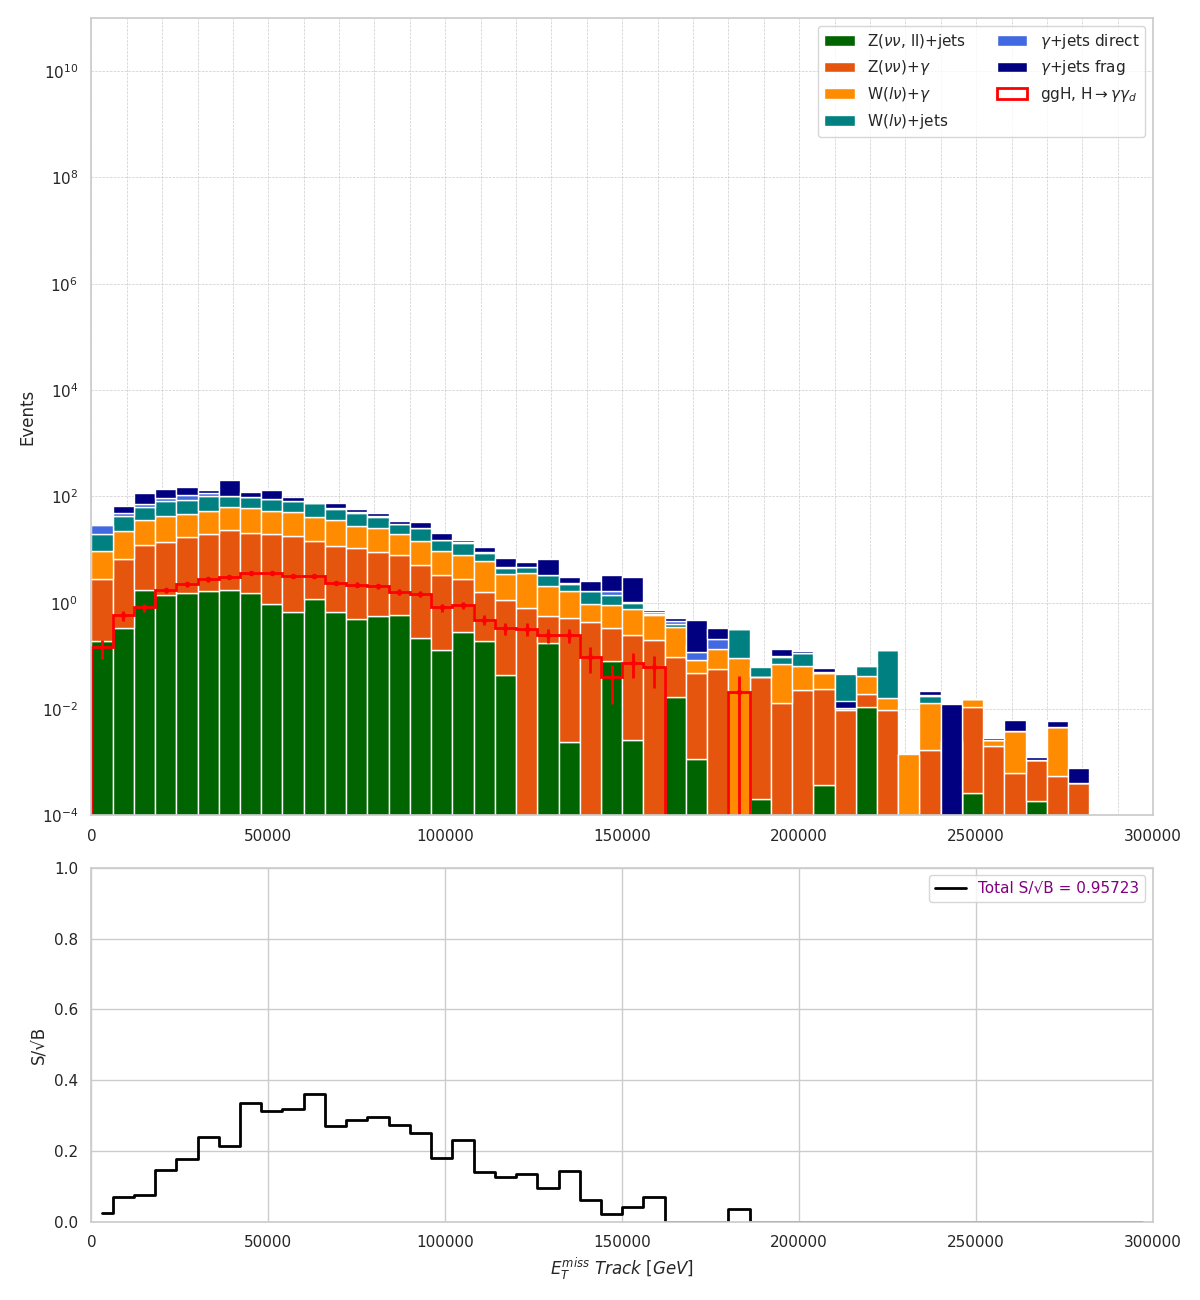 Events
10^{10}
10^{8}
10^{6}
10^{4}
10^{2}
10^{0}
10^{-2}
10^{-4}
Z(νν, ll)+jets
Z(νν)+γ
W(lν)+γ
W(lν)+jets
γ+jets direct
γ+jets frag
ggH, H→γγ_d
0 50000 100000 150000 200000 250000 300000
S/√B
1.0
0.8
0.6
0.4
0.2
0.0
Total S/√B = 0.95723
0 50000 100000 150000 200000 250000 300000
E_T^{miss} Track [GeV]